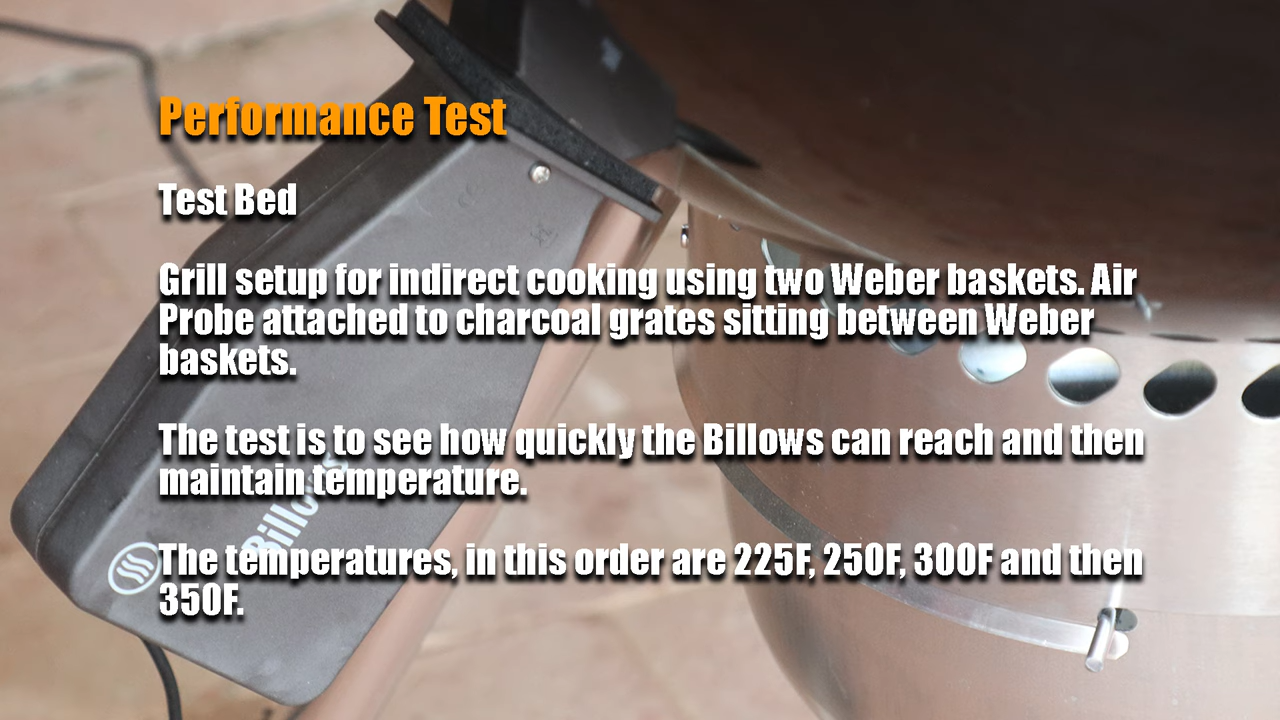 Performance Test
Test Bed
Grill setup for indirect cooking using two Weber baskets. Air
Probe attached to charcoal grates sitting between Weber
baskets.
The test is to see how quickly the Billows can reach and then
maintain temperature.
Billows
The temperatures, in this order are 225F, 250F, 300F and then
350F.